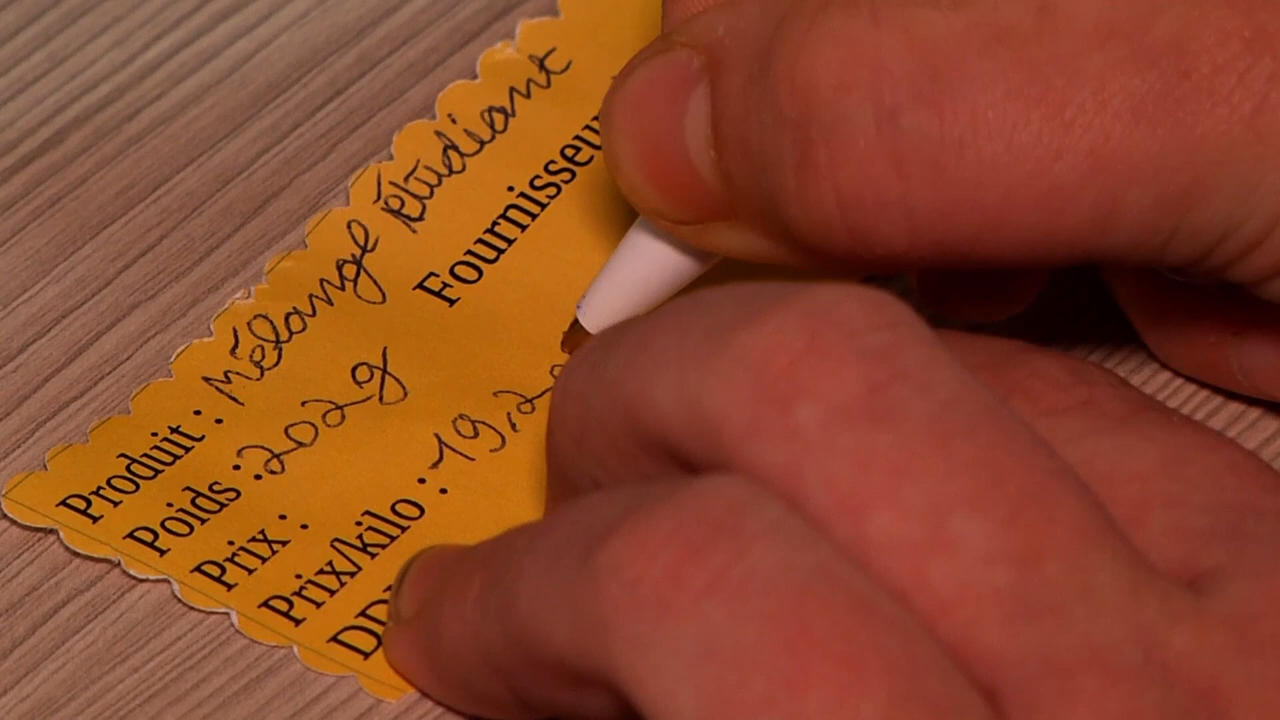 Produit : Mélange étudiant
Poids : 202g
Fournisseu
Prix :
Prix/kilo : 19,2